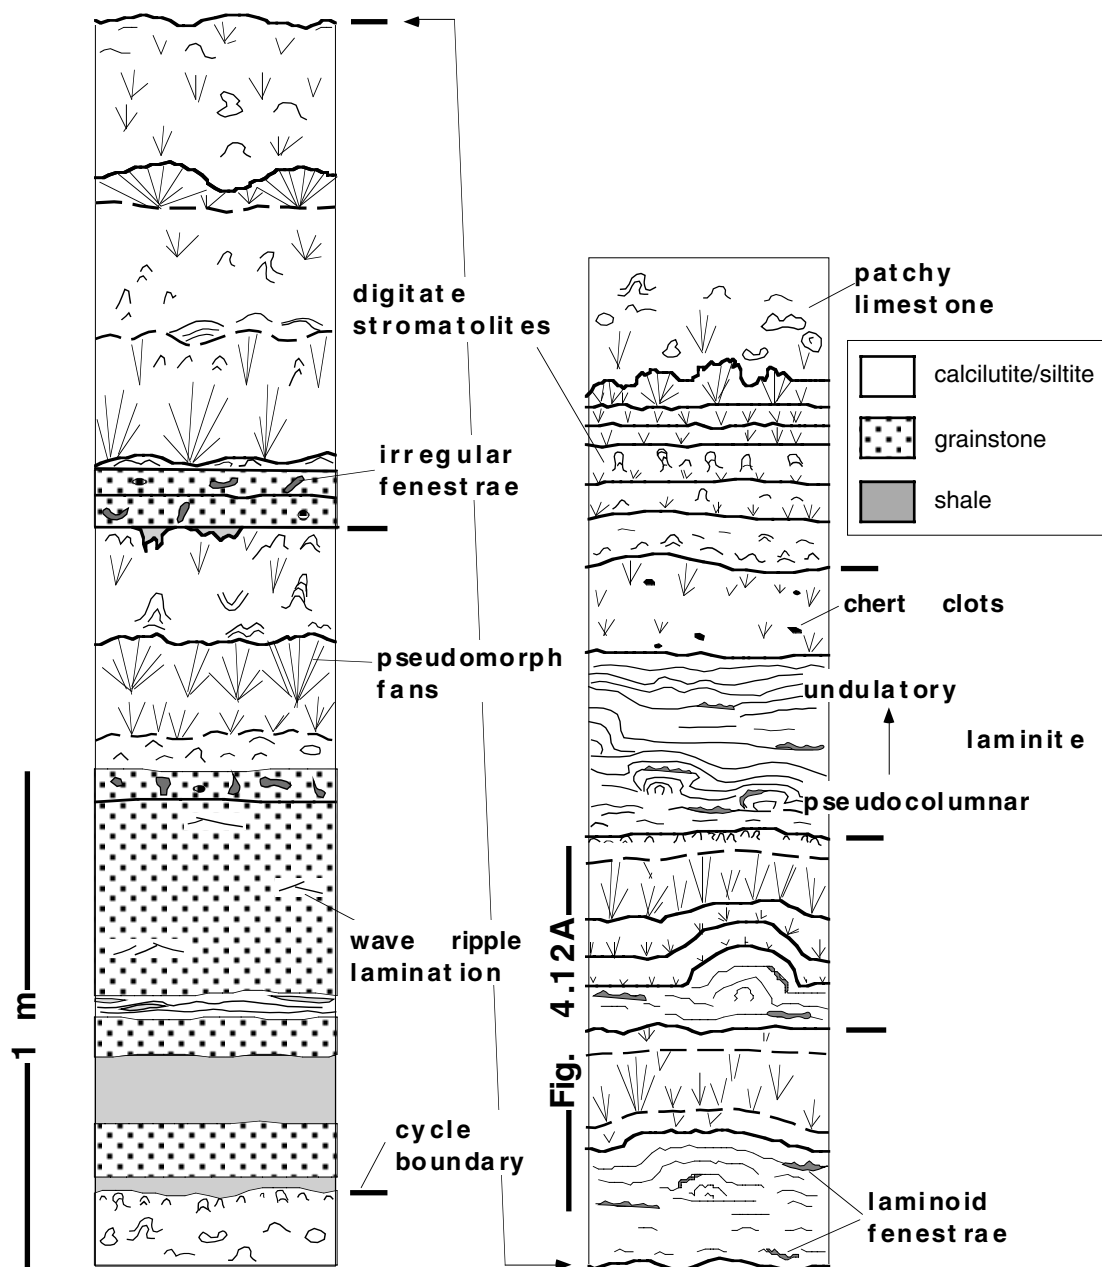 digitate
stromatolites
irregular
fenestrae
pseudomorph
fans
wave ripple
lamination
cycle
boundary
1 m
patchy
limestone
calcilutite/siltite
grainstone
shale
chert clots
undulatory
laminite
pseudocolumnar
Fig. 4.12A
laminoid
fenestrae